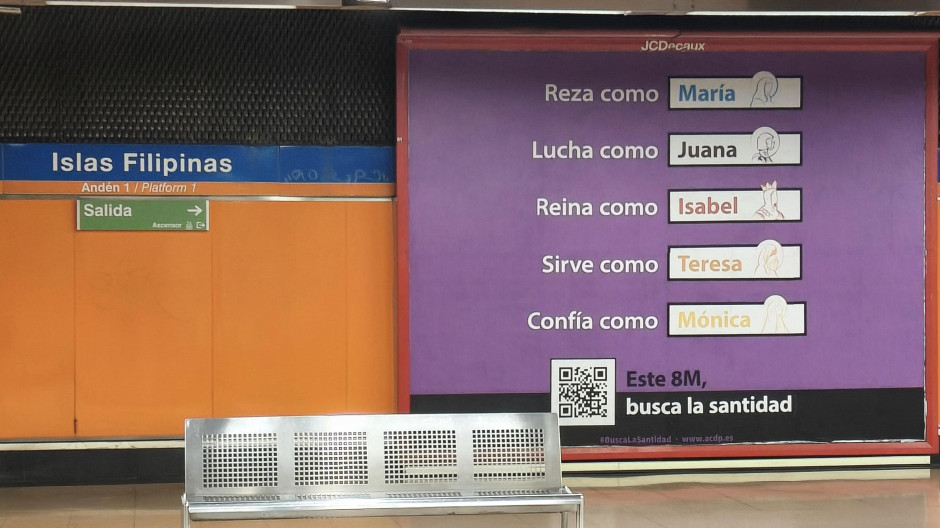 Islas Filipinas
Andén 1 / Platform 1
Salida
Ascensor
JCDecaux
Reza como María
Lucha como Juana
Reina como Isabel
Sirve como Teresa
Confía como Mónica
Este 8M,
busca la santidad
#BuscaLaSantidad · www.acdp.es